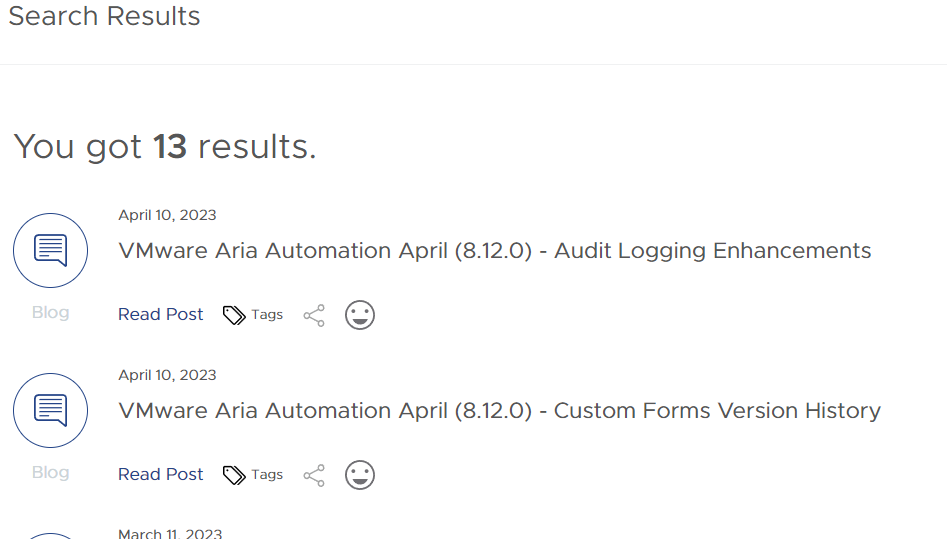 Search Results
You got 13 results.
April 10, 2023
VMware Aria Automation April (8.12.0) - Audit Logging Enhancements
Blog
Read Post Tags
April 10, 2023
VMware Aria Automation April (8.12.0) - Custom Forms Version History
Blog
Read Post Tags
March 11, 2023